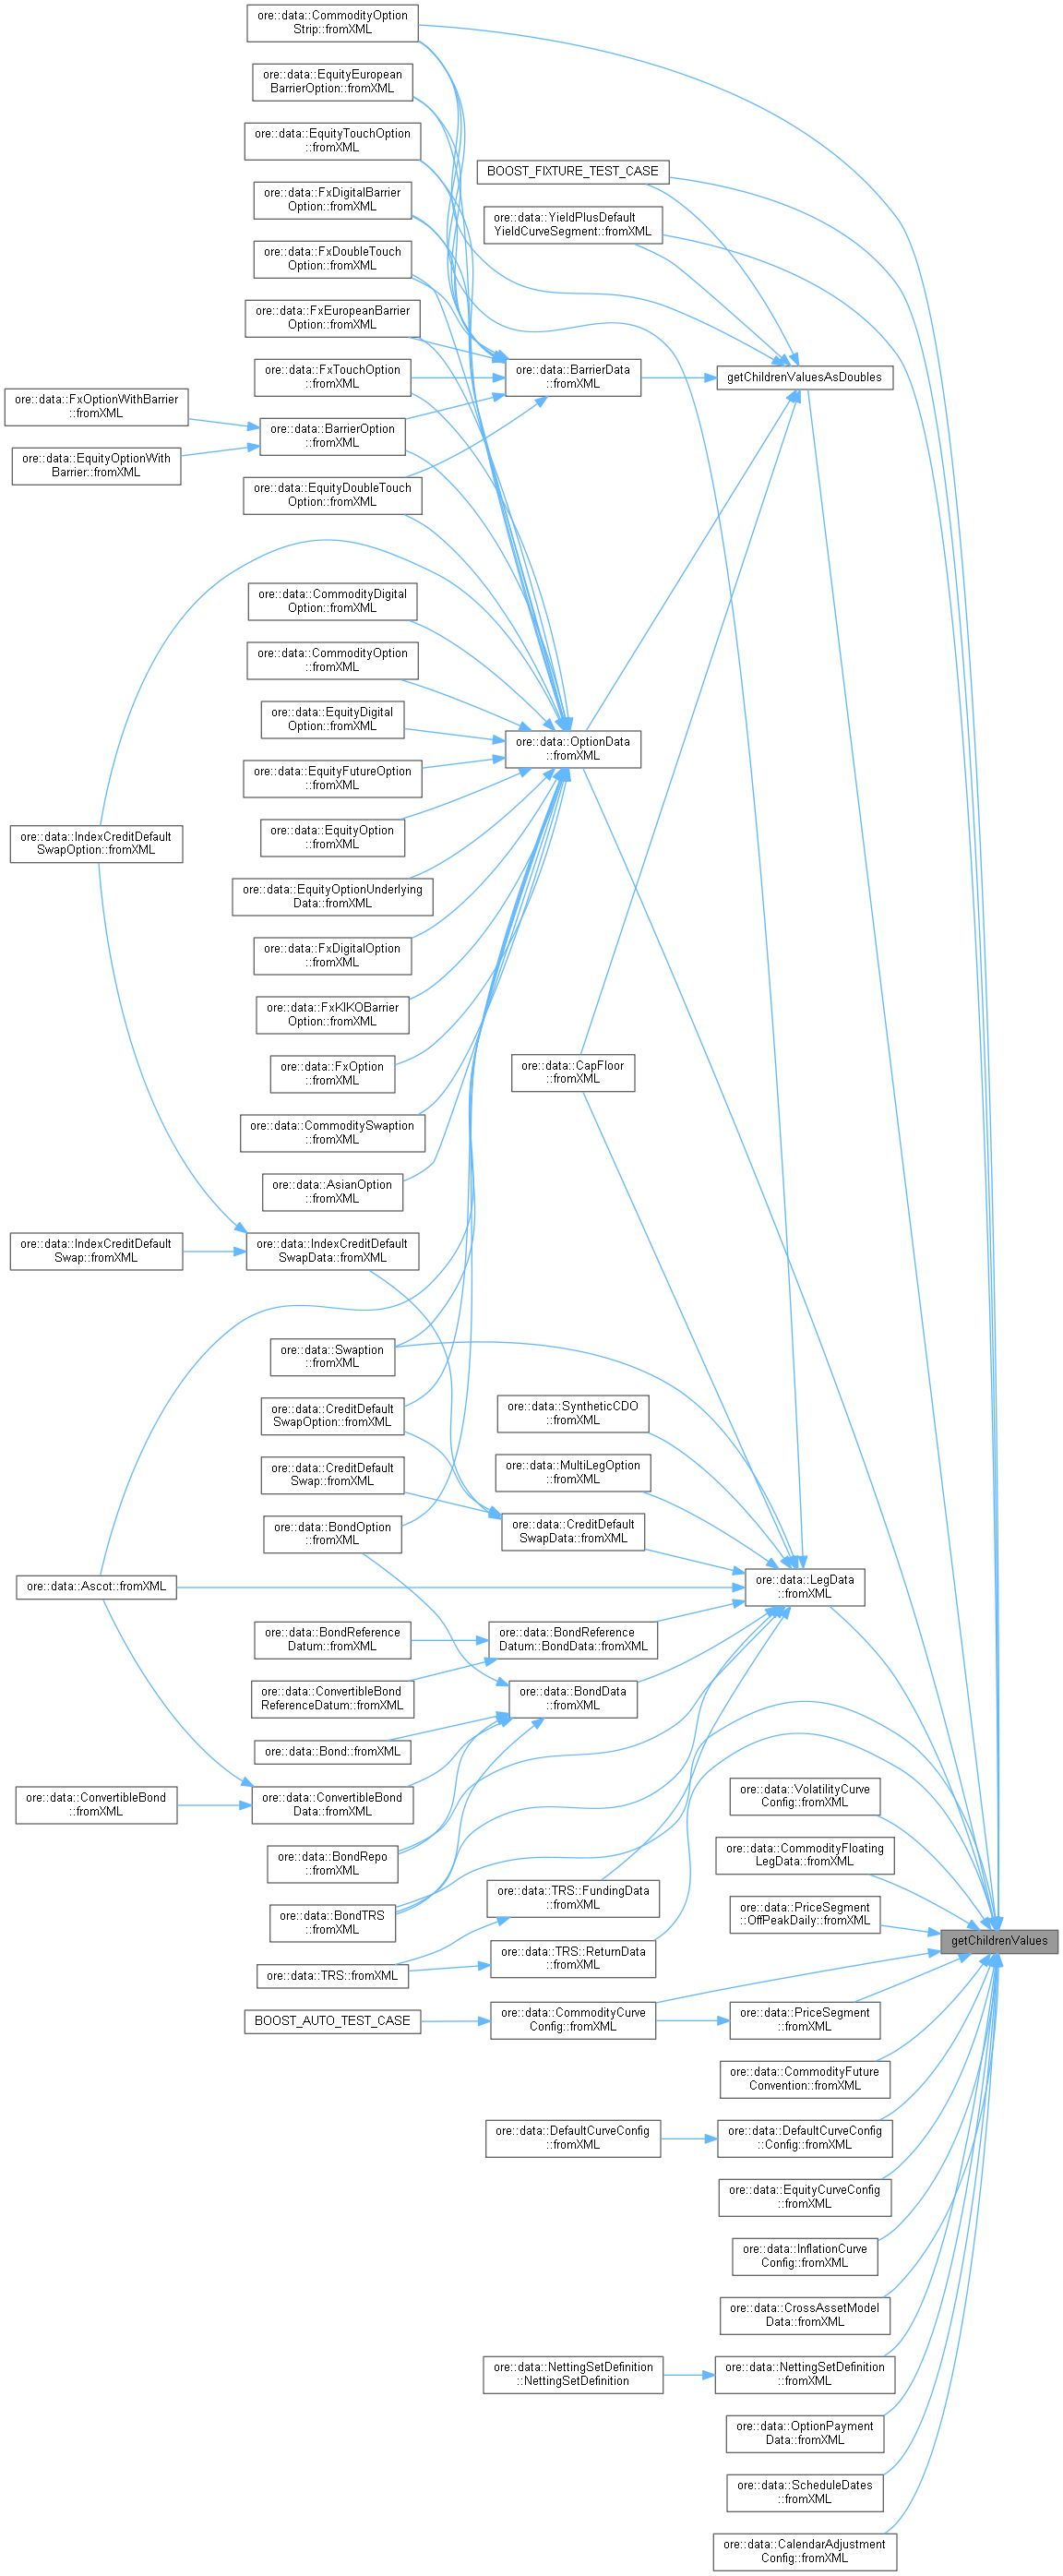 ore::data::CommodityOption
Strip::fromXML
ore::data::EquityEuropean
BarrierOption::fromXML
ore::data::EquityTouchOption
::fromXML
BOOST_FIXTURE_TEST_CASE
ore::data::FxDigitalBarrier
Option::fromXML
ore::data::YieldPlusDefault
YieldCurveSegment::fromXML
ore::data::FxDoubleTouch
Option::fromXML
ore::data::FxEuropeanBarrier
Option::fromXML
ore::data::FxTouchOption
::fromXML
ore::data::BarrierData
::fromXML
getChildrenValuesAsDoubles
ore::data::FxOptionWithBarrier
::fromXML
ore::data::BarrierOption
::fromXML
ore::data::EquityOptionWith
Barrier::fromXML
ore::data::EquityDoubleTouch
Option::fromXML
ore::data::CommodityDigital
Option::fromXML
ore::data::CommodityOption
::fromXML
ore::data::EquityDigital
Option::fromXML
ore::data::OptionData
::fromXML
ore::data::EquityFutureOption
::fromXML
ore::data::IndexCreditDefault
SwapOption::fromXML
ore::data::EquityOption
::fromXML
ore::data::EquityOptionUnderlying
Data::fromXML
ore::data::FxDigitalOption
::fromXML
ore::data::FxKIKOBarrier
Option::fromXML
ore::data::FxOption
::fromXML
ore::data::CapFloor
::fromXML
ore::data::CommoditySwaption
::fromXML
ore::data::AsianOption
::fromXML
ore::data::IndexCreditDefault
Swap::fromXML
ore::data::IndexCreditDefault
SwapData::fromXML
ore::data::Swaption
::fromXML
ore::data::CreditDefault
SwapOption::fromXML
ore::data::SyntheticCDO
::fromXML
ore::data::CreditDefault
Swap::fromXML
ore::data::MultiLegOption
::fromXML
ore::data::BondOption
::fromXML
ore::data::CreditDefault
SwapData::fromXML
ore::data::Ascot::fromXML
ore::data::LegData
::fromXML
ore::data::BondReference
Datum::fromXML
ore::data::BondReference
Datum::BondData::fromXML
ore::data::ConvertibleBond
ReferenceDatum::fromXML
ore::data::BondData
::fromXML
ore::data::Bond::fromXML
ore::data::ConvertibleBond
::fromXML
ore::data::ConvertibleBond
Data::fromXML
ore::data::VolatilityCurve
Config::fromXML
ore::data::BondRepo
::fromXML
ore::data::CommodityFloating
LegData::fromXML
ore::data::BondTRS
::fromXML
ore::data::TRS::FundingData
::fromXML
ore::data::PriceSegment
::OffPeakDaily::fromXML
getChildrenValues
ore::data::TRS::fromXML
ore::data::TRS::ReturnData
::fromXML
BOOST_AUTO_TEST_CASE
ore::data::CommodityCurve
Config::fromXML
ore::data::PriceSegment
::fromXML
ore::data::CommodityFuture
Convention::fromXML
ore::data::DefaultCurveConfig
::fromXML
ore::data::DefaultCurveConfig
::Config::fromXML
ore::data::EquityCurveConfig
::fromXML
ore::data::InflationCurve
Config::fromXML
ore::data::CrossAssetModel
Data::fromXML
ore::data::NettingSetDefinition
::NettingSetDefinition
ore::data::NettingSetDefinition
::fromXML
ore::data::OptionPayment
Data::fromXML
ore::data::ScheduleDates
::fromXML
ore::data::CalendarAdjustment
Config::fromXML